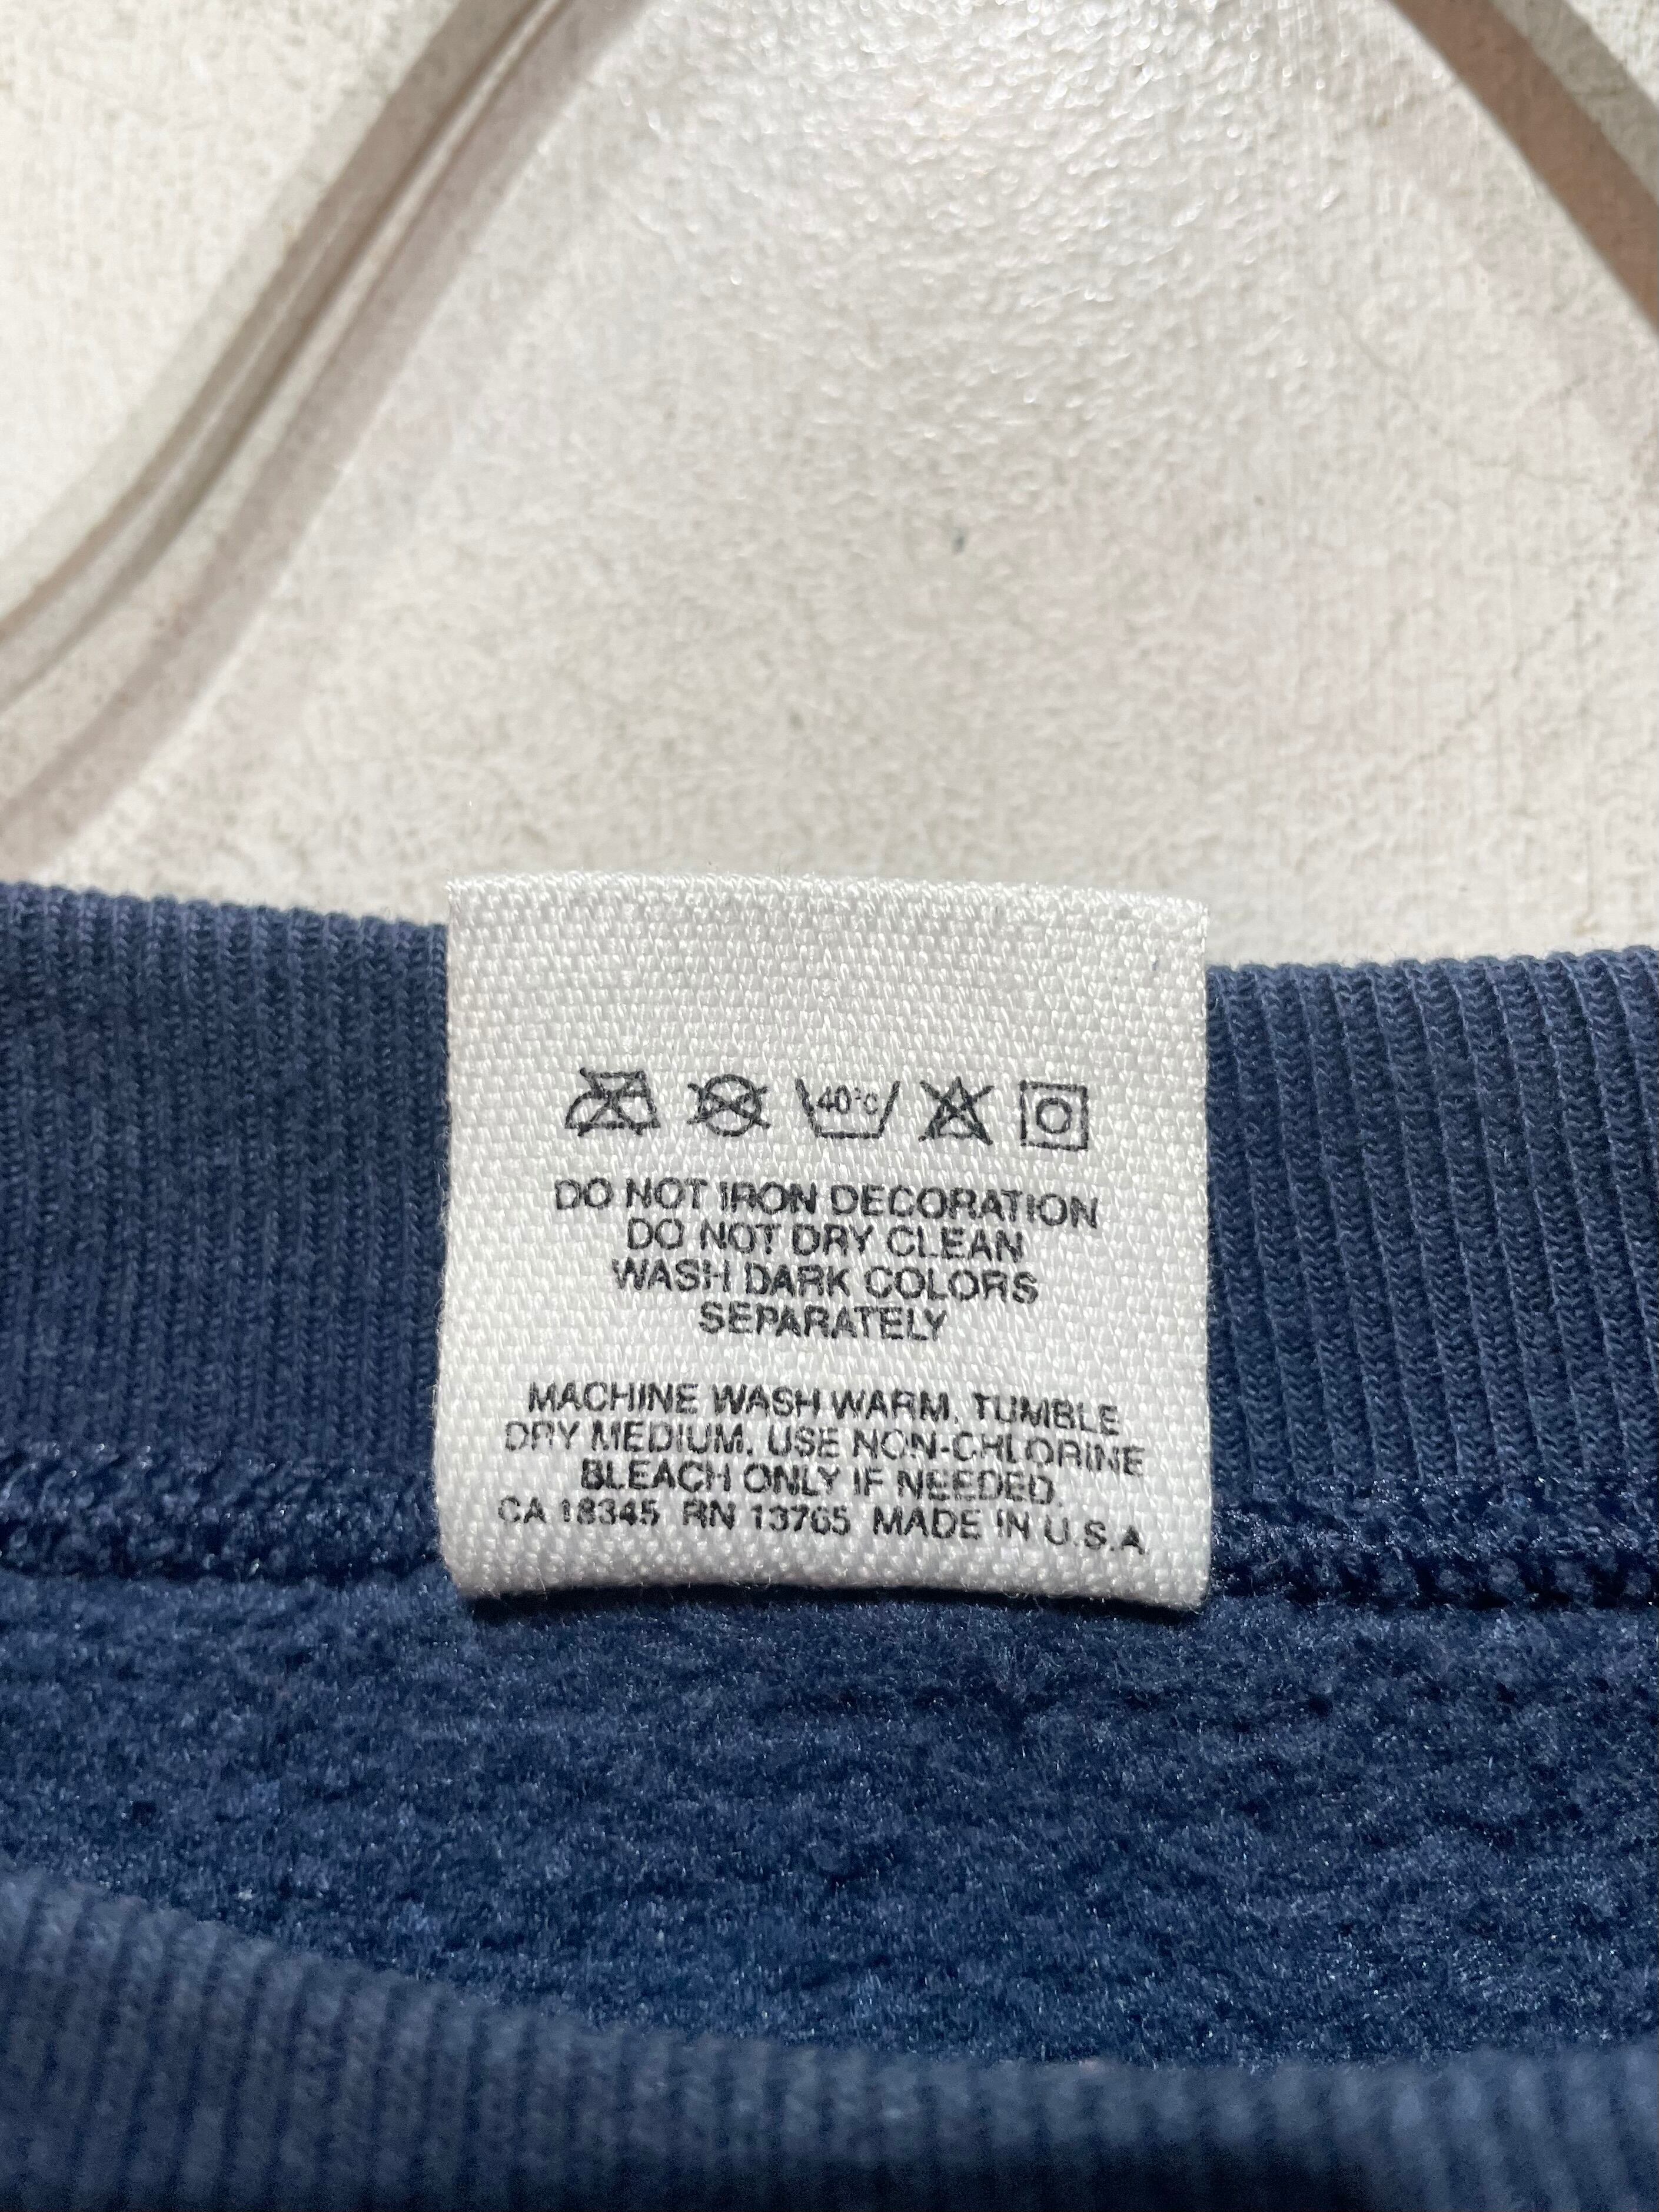 40°C
DO NOT IRON DECORATION
DO NOT DRY CLEAN
WASH DARK COLORS
SEPARATELY
MACHINE WASH WARM, TUMBLE
DRY MEDIUM. USE NON-CHLORINE
BLEACH ONLY IF NEEDED.
CA 18345 RN 13765 MADE IN U.S.A.